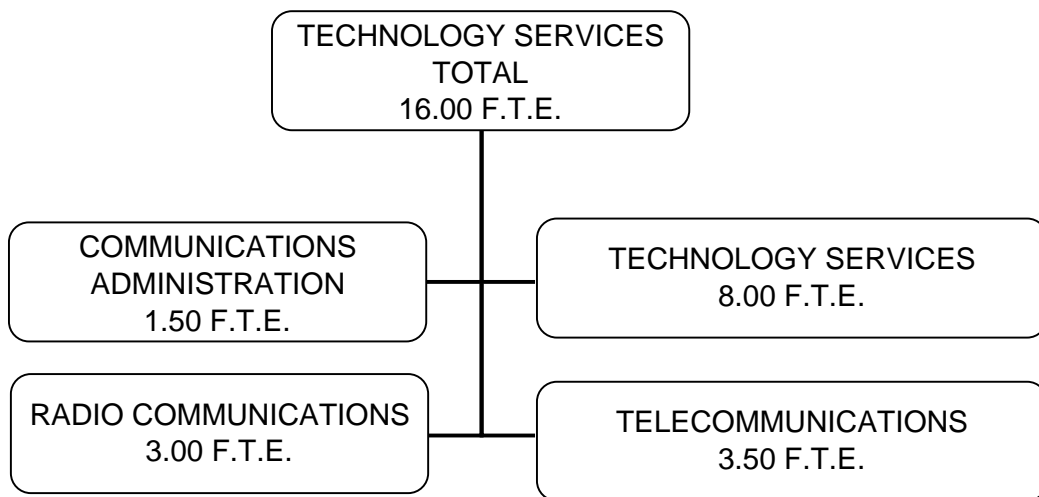 TECHNOLOGY SERVICES
TOTAL
16.00 F.T.E.
COMMUNICATIONS
ADMINISTRATION
1.50 F.T.E.
TECHNOLOGY SERVICES
8.00 F.T.E.
RADIO COMMUNICATIONS
3.00 F.T.E.
TELECOMMUNICATIONS
3.50 F.T.E.